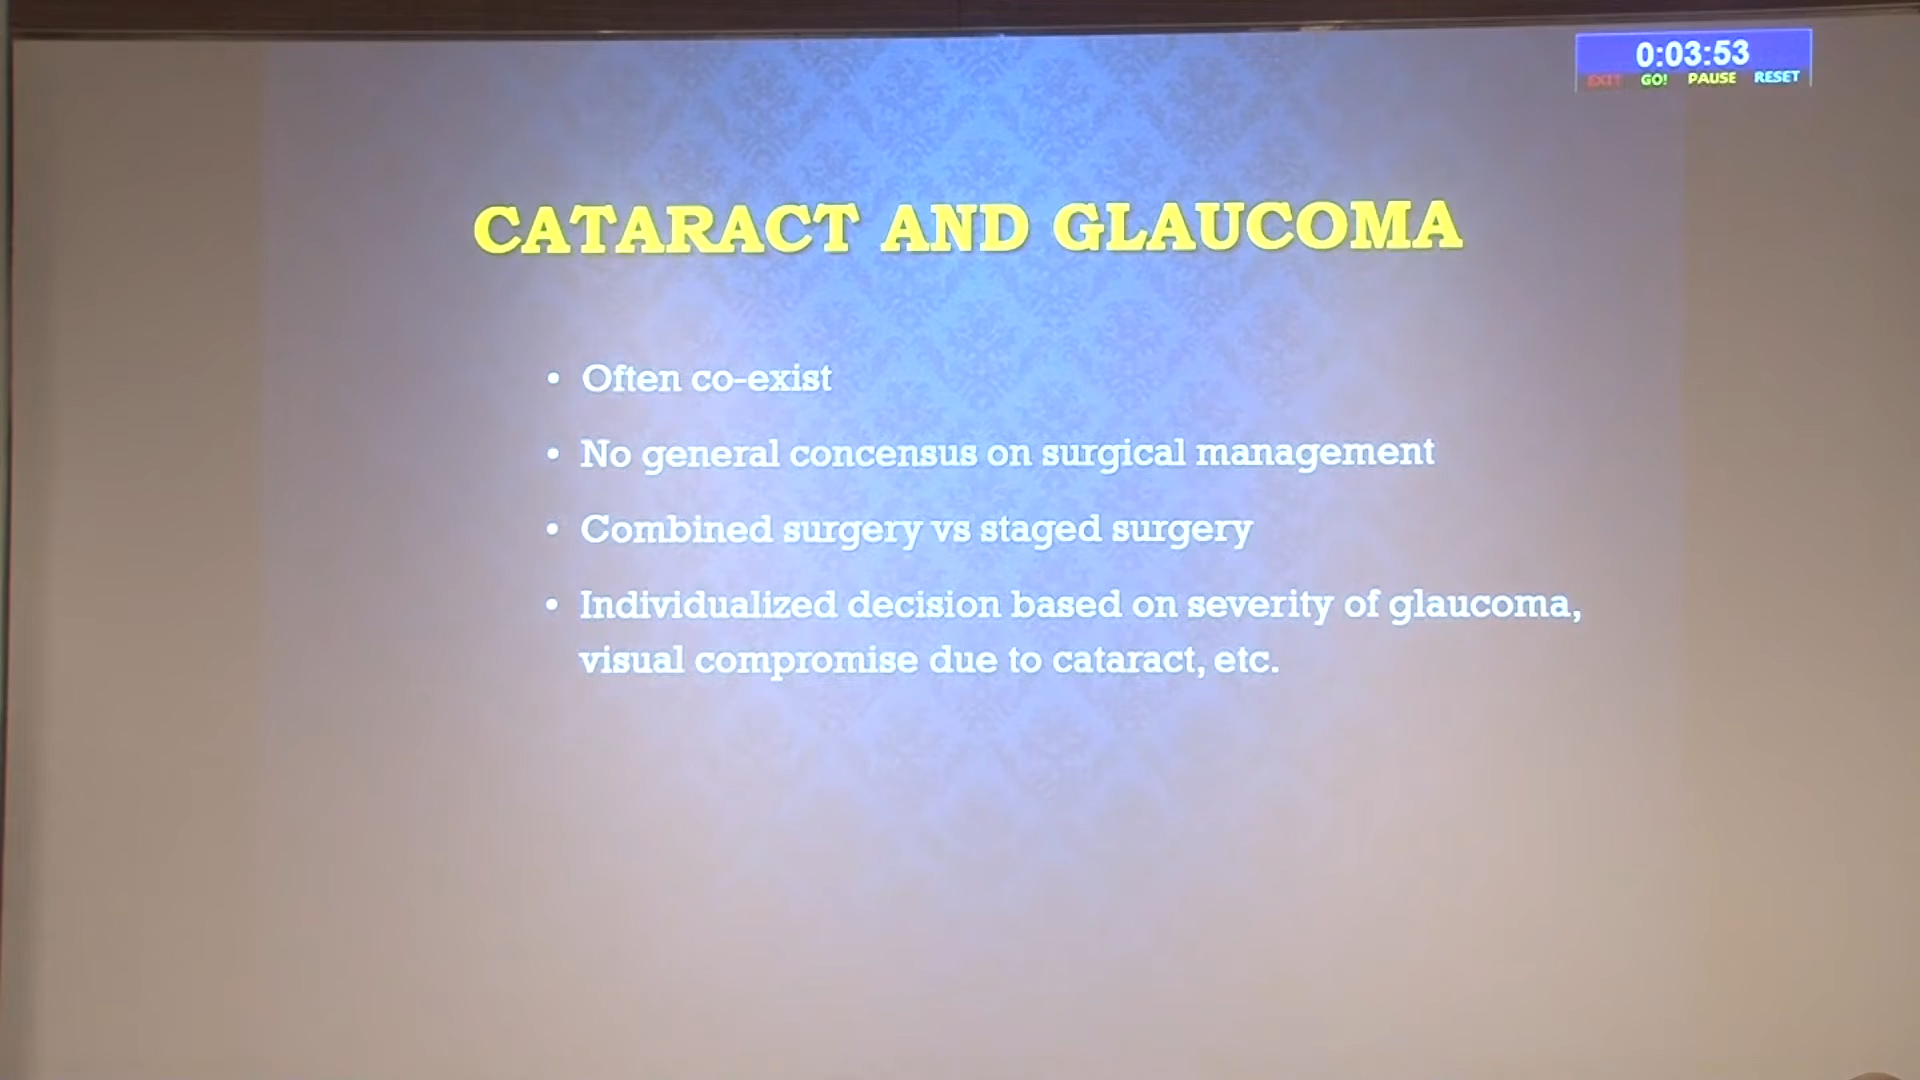 0:03:53
EXIT GO! PAUSE RESET
CATARACT AND GLAUCOMA
• Often co-exist
• No general concensus on surgical management
• Combined surgery vs staged surgery
• Individualized decision based on severity of glaucoma,
visual compromise due to cataract, etc.